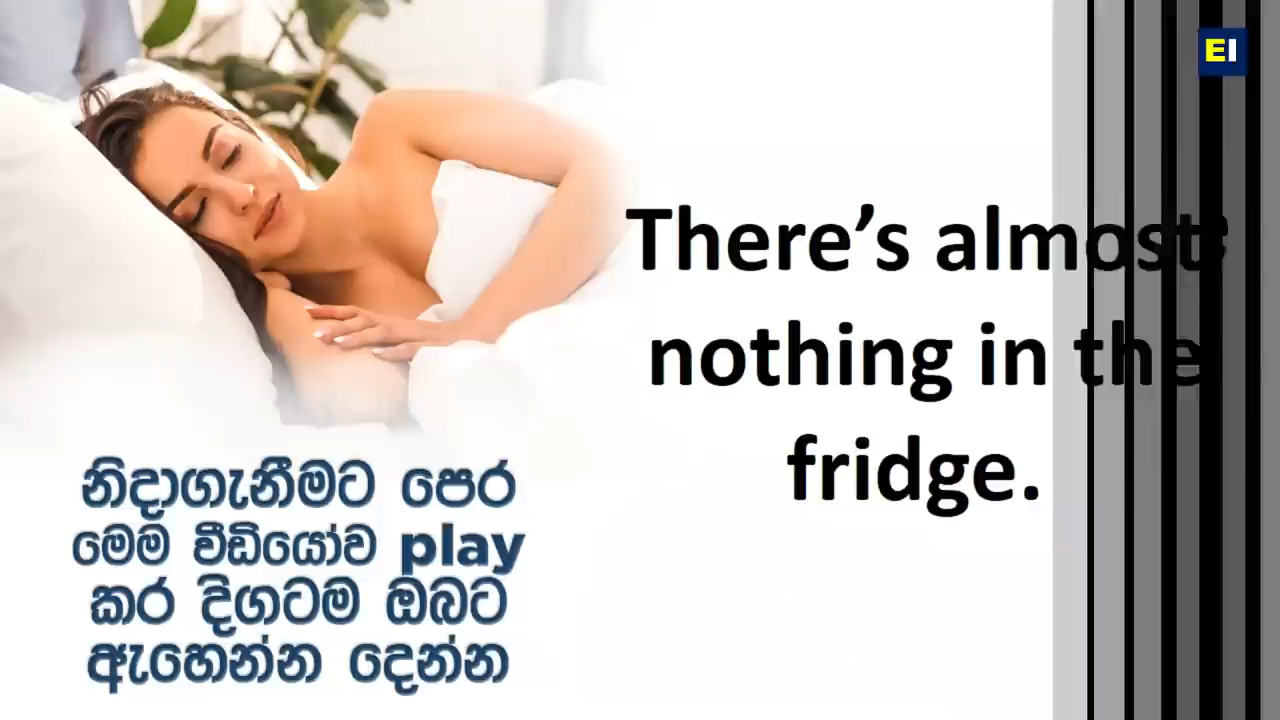 EI
There’s almost
nothing in the
fridge.
නිදාගැනීමට පෙර
මෙම වීඩියෝව play
කර දිගටම ඔබට
ඇහෙන්න දෙන්න